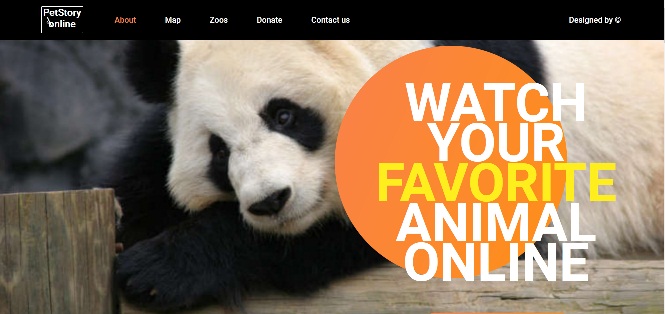 PetStory
online
About Map Zoos Donate Contact us
Designed by ©
WATCH
YOUR
FAVORITE
ANIMAL
ONLINE